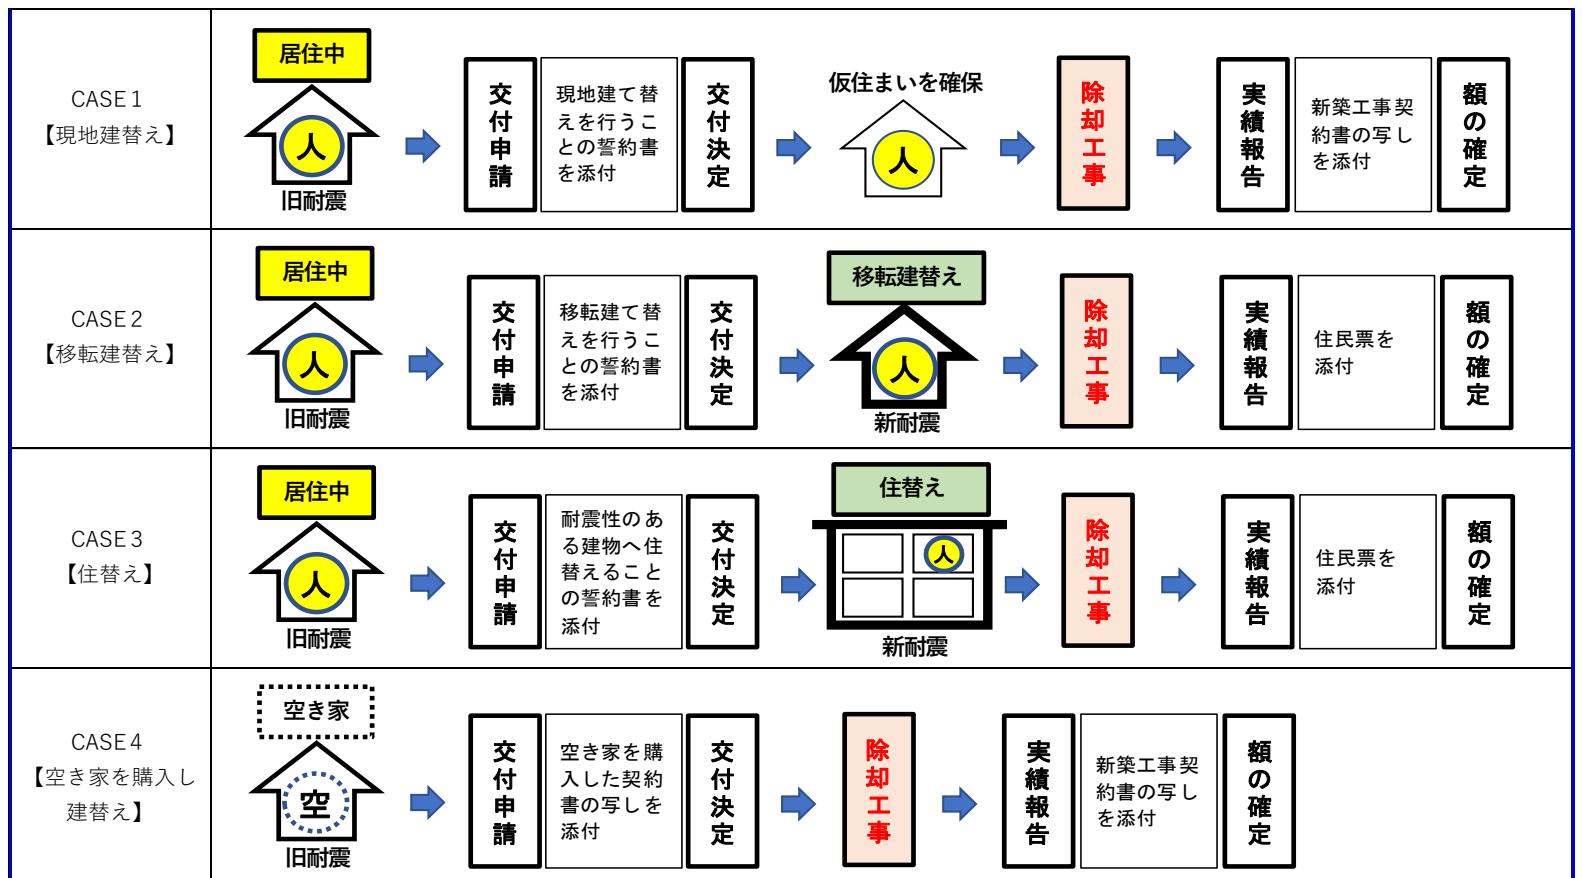 CASE1
【現地建替え】
居住中
人
旧耐震
交付申請
現地建て替
えを行うこ
との誓約書
を添付
交付決定
仮住まいを確保
人
除却工事
実績報告
新築工事契
約書の写し
を添付
額の確定
CASE2
【移転建替え】
居住中
人
旧耐震
交付申請
移転建て替
えを行うこ
との誓約書
を添付
交付決定
移転建替え
人
新耐震
除却工事
実績報告
住民票を
添付
額の確定
CASE3
【住替え】
居住中
人
旧耐震
交付申請
耐震性のあ
る建物へ住
替えること
の誓約書を
添付
交付決定
住替え
人
新耐震
除却工事
実績報告
住民票を
添付
額の確定
CASE4
【空き家を購入し
建替え】
空き家
空
旧耐震
交付申請
空き家を購
入した契約
書の写しを
添付
交付決定
除却工事
実績報告
新築工事契
約書の写し
を添付
額の確定